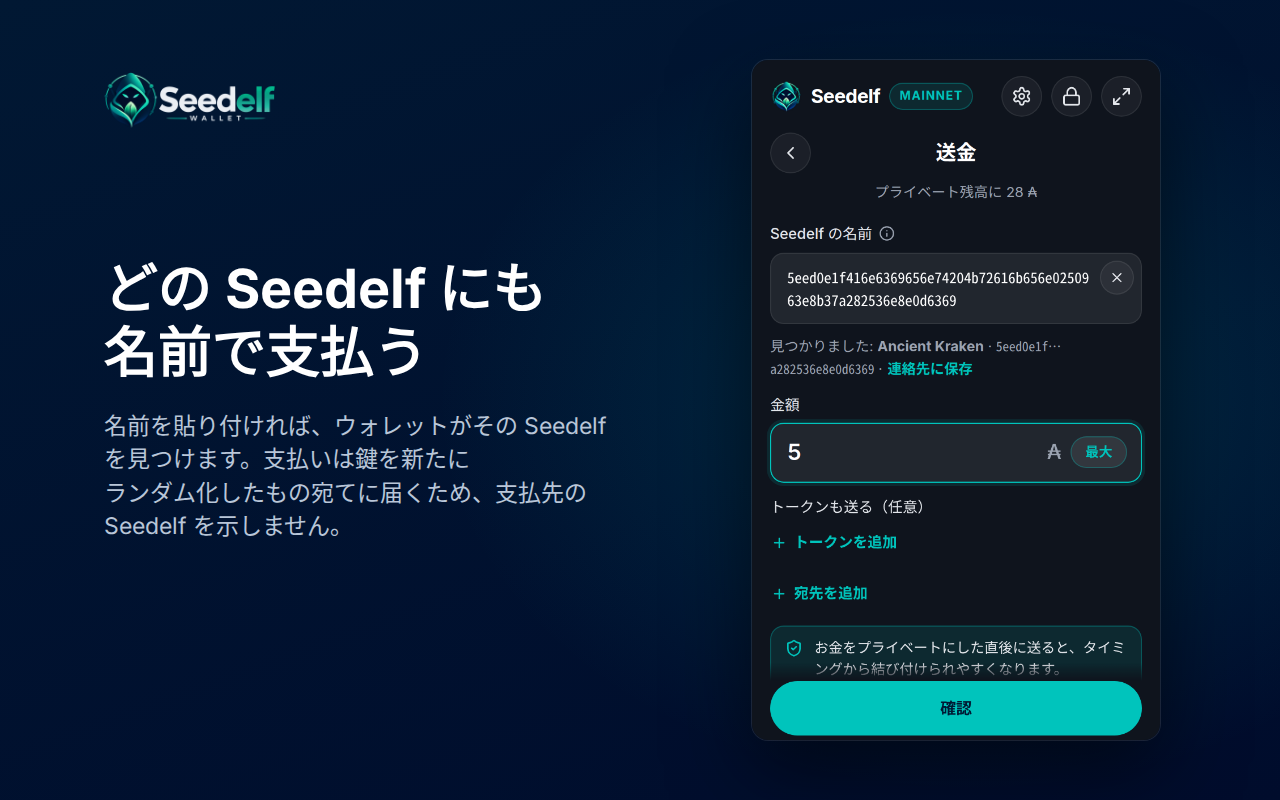 Seedelf
WALLET
どの Seedelf にも
名前で支払う
名前を貼り付ければ、ウォレットがその Seedelf
を見つけます。支払いは鍵を新たに
ランダム化したもの宛てに届くため、支払先の
Seedelf を示しません。
Seedelf MAINNET
送金
プライベート残高に 28 ₳
Seedelf の名前
5eed0e1f416e6369656e74204b72616b656e02509
63e8b37a282536e8e0d6369
見つかりました: Ancient Kraken · 5eed0e1f…
a282536e8e0d6369 · 連絡先に保存
金額
5 ₳ 最大
トークンも送る（任意）
＋ トークンを追加
＋ 宛先を追加
お金をプライベートにした直後に送ると、タイミ
ングから結び付けられやすくなります。
確認